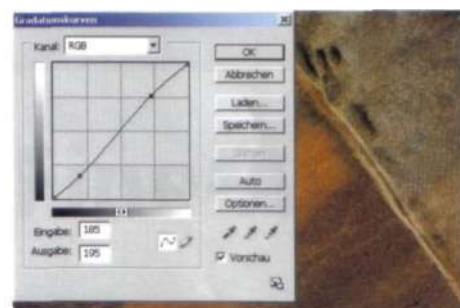 Gradationskurven
Kanal: RGB
OK
Abbrechen
Laden...
Speichern...
Auto
Optionen...
Eingabe: 185
Ausgabe: 195
Vorschau